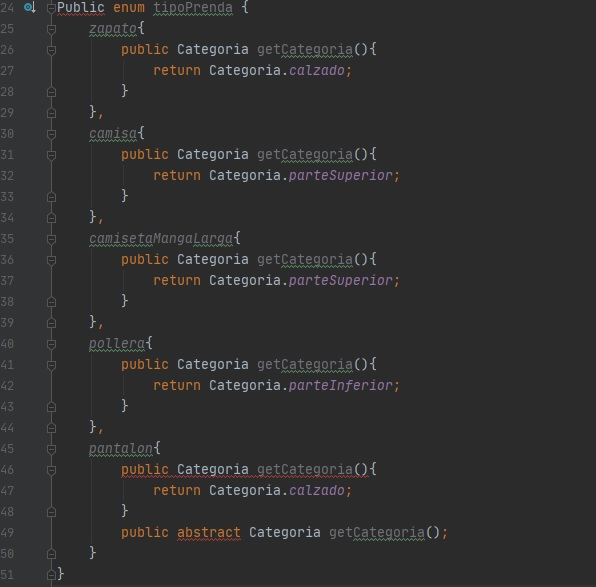 24 Public enum tipoPrenda {
25     zapato{
26         public Categoria getCategoria(){
27             return Categoria.calzado;
28         }
29     },
30     camisa{
31         public Categoria getCategoria(){
32             return Categoria.parteSuperior;
33         }
34     },
35     camisetaMangaLarga{
36         public Categoria getCategoria(){
37             return Categoria.parteSuperior;
38         }
39     },
40     pollera{
41         public Categoria getCategoria(){
42             return Categoria.parteInferior;
43         }
44     },
45     pantalon{
46         public Categoria getCategoria(){
47             return Categoria.calzado;
48         }
49         public abstract Categoria getCategoria();
50     }
51 }